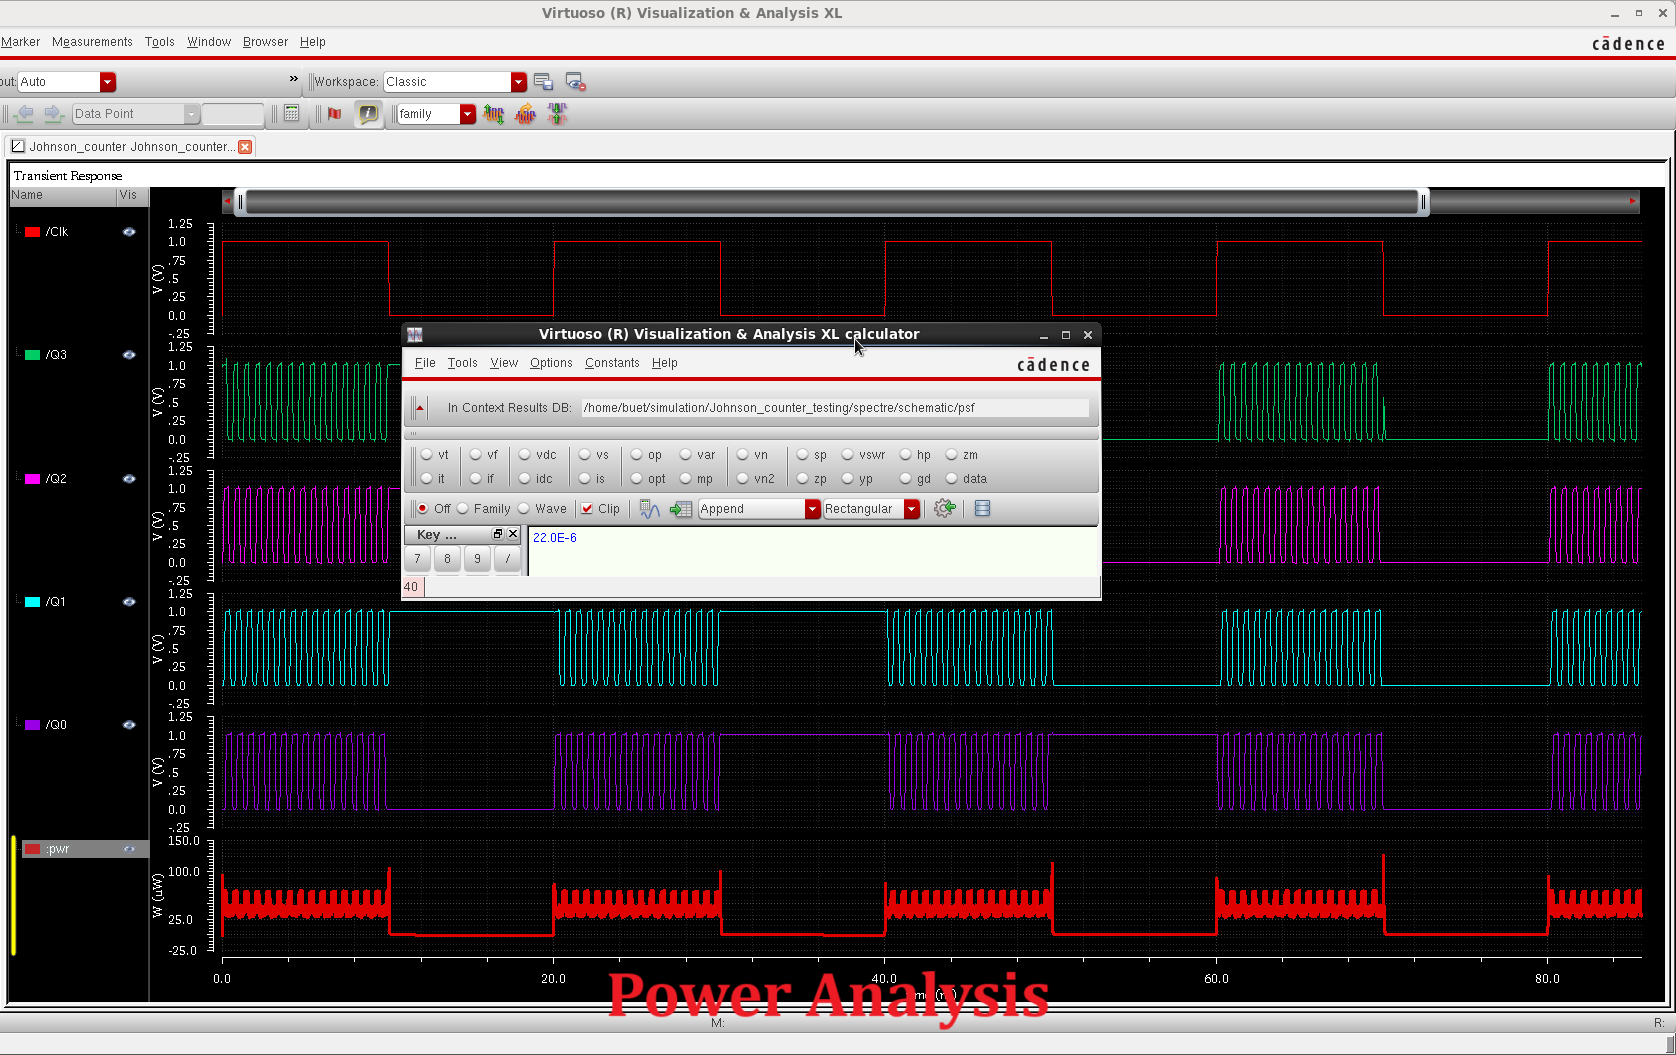 Virtuoso (R) Visualization & Analysis XL
Marker Measurements Tools Window Browser Help
cādence
out: Auto
» Workspace: Classic
Data Point
family
Johnson_counter Johnson_counter...
Transient Response
Name Vis
/Clk
V (V)
1.25
1.0
.75
.5
.25
0.0
-.25
/Q3
V (V)
1.25
1.0
.75
.5
.25
0.0
-.25
/Q2
V (V)
1.25
1.0
.75
.5
.25
0.0
-.25
/Q1
V (V)
1.25
1.0
.75
.5
.25
0.0
-.25
/Q0
V (V)
1.25
1.0
.75
.5
.25
0.0
-.25
:pwr
W (uW)
150.0
100.0
25.0
-25.0
0.0 20.0 40.0 60.0 80.0
Virtuoso (R) Visualization & Analysis XL calculator
File Tools View Options Constants Help
cādence
In Context Results DB: /home/buet/simulation/Johnson_counter_testing/spectre/schematic/psf
vt vf vdc vs op var vn sp vswr hp zm
it if idc is opt mp vn2 zp yp gd data
Off Family Wave Clip Append Rectangular
Key ...
7 8 9 /
22.0E-6
40
Power Analysis
M:
R: